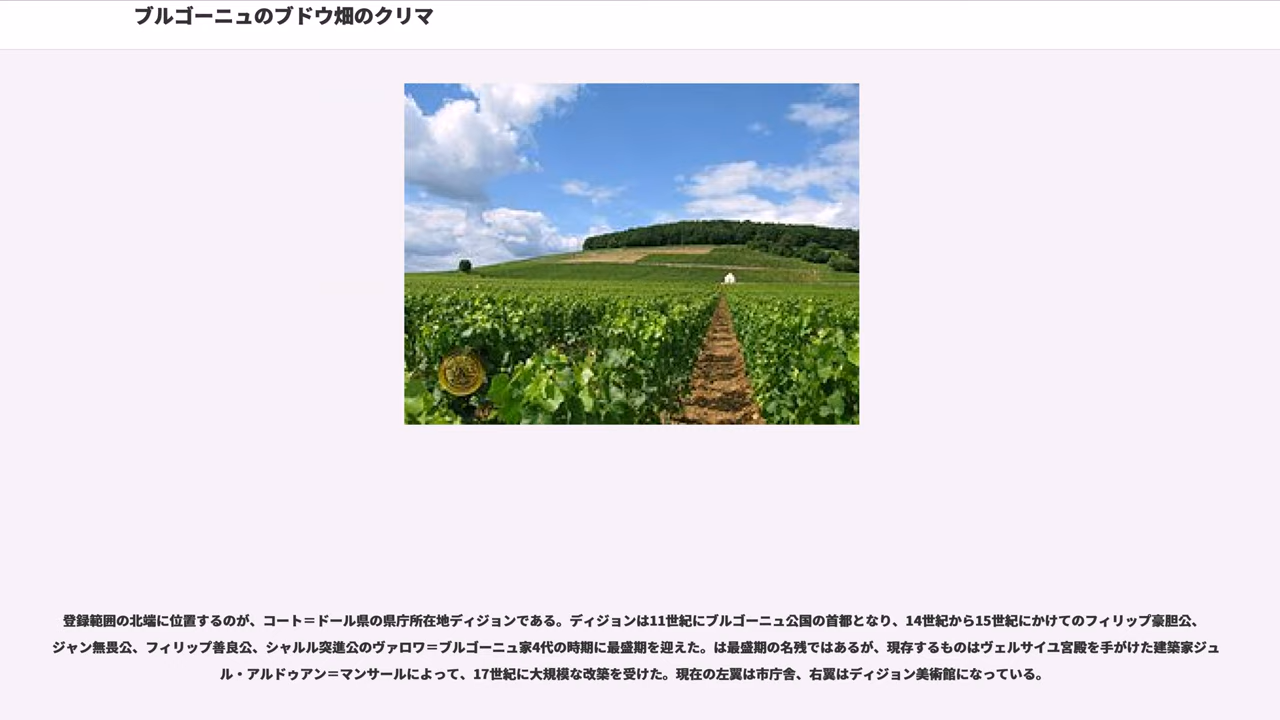 ブルゴーニュのブドウ畑のクリマ
登録範囲の北端に位置するのが、コート＝ドール県の県庁所在地ディジョンである。ディジョンは11世紀にブルゴーニュ公国の首都となり、14世紀から15世紀にかけてのフィリップ豪胆公、
ジャン無畏公、フィリップ善良公、シャルル突進公のヴァロワ＝ブルゴーニュ家4代の時期に最盛期を迎えた。は最盛期の名残ではあるが、現存するものはヴェルサイユ宮殿を手がけた建築家ジュ
ル・アルドゥアン＝マンサールによって、17世紀に大規模な改築を受けた。現在の左翼は市庁舎、右翼はディジョン美術館になっている。